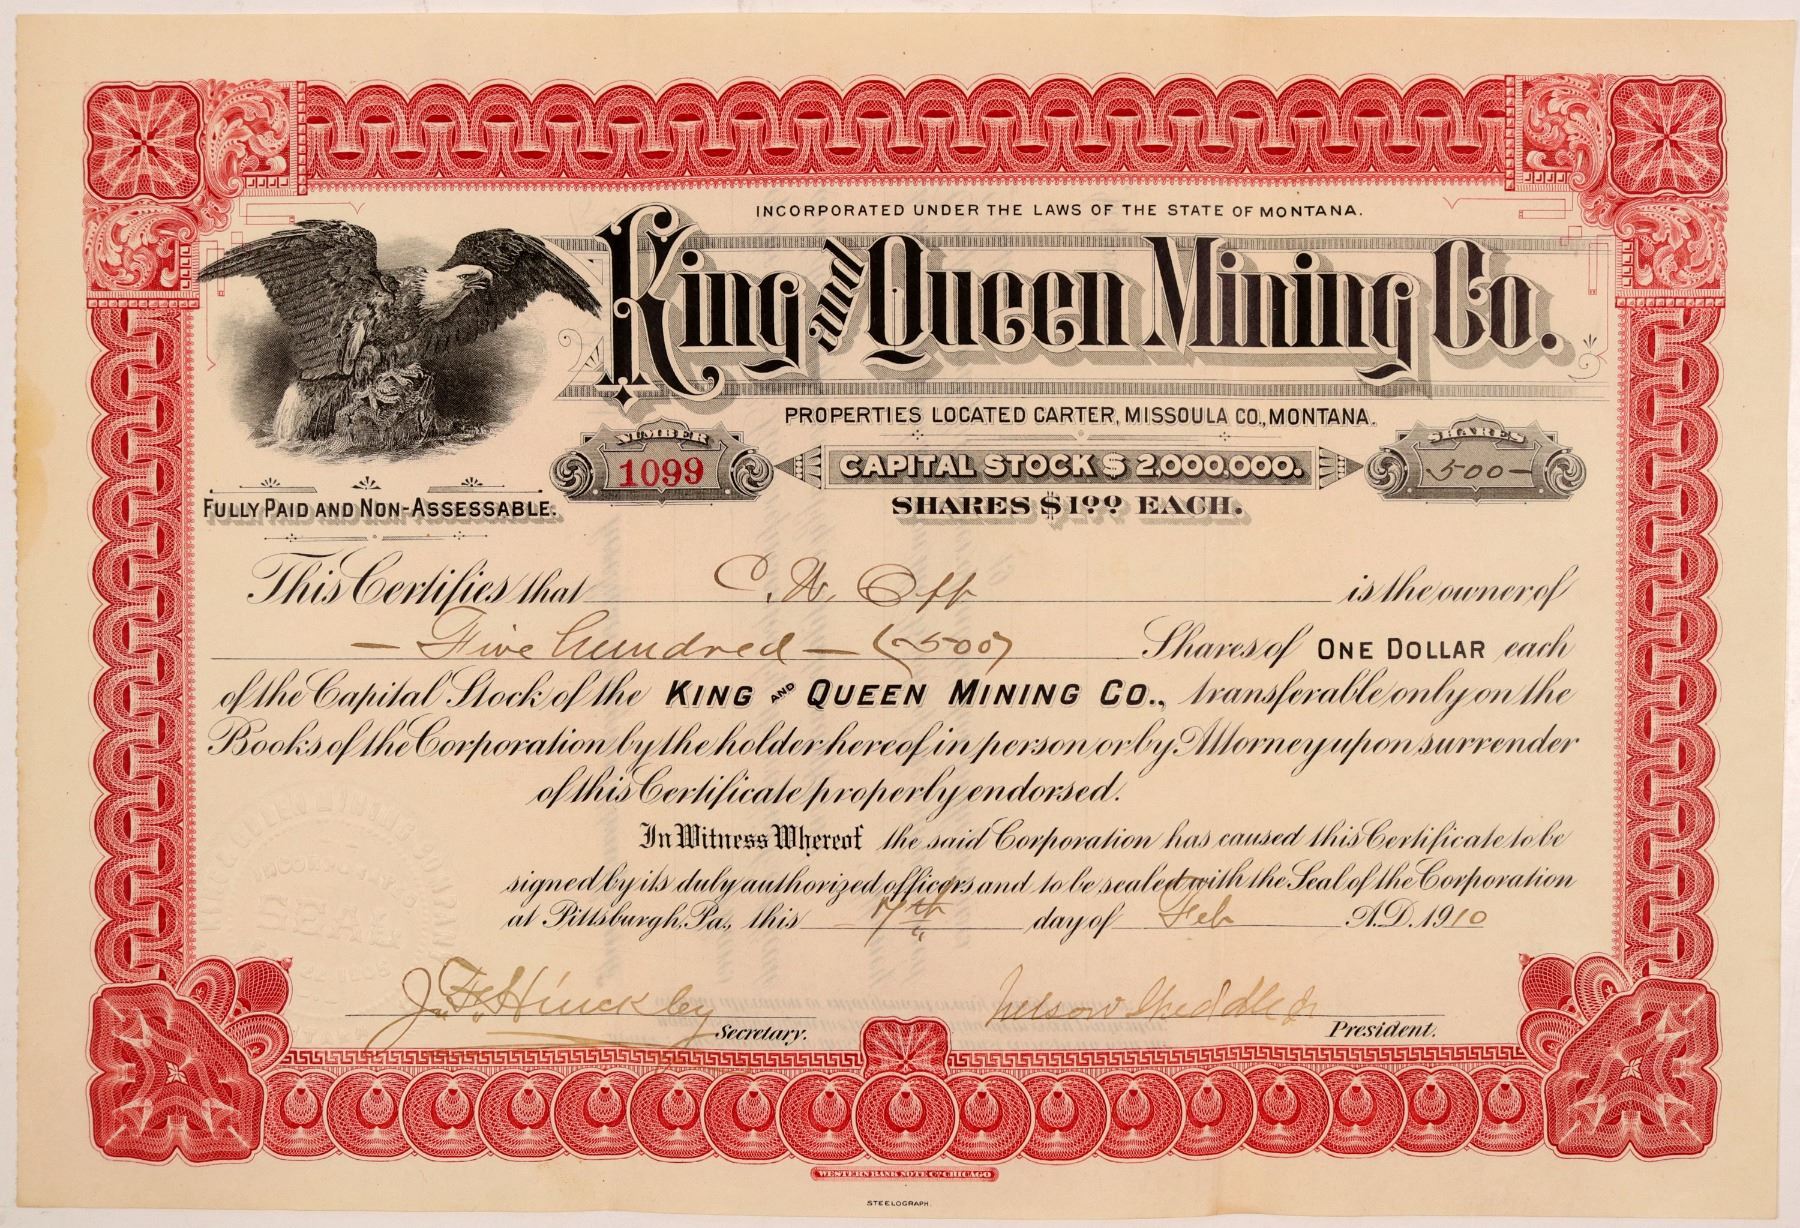 INCORPORATED UNDER THE LAWS OF THE STATE OF MONTANA.
King and Queen Mining Co.
PROPERTIES LOCATED CARTER, MISSOULA CO., MONTANA.
NUMBER
1099
CAPITAL STOCK $ 2,000,000.
SHARES
500-
FULLY PAID AND NON-ASSESSABLE.
SHARES $1.00 EACH.
This Certifies that C. W. Off is the owner of
- Five hundred - (500) Shares of ONE DOLLAR each
of the Capital Stock of the KING AND QUEEN MINING CO., transferable only on the
Books of the Corporation by the holder hereof in person or by Attorney upon surrender
of this Certificate properly endorsed.
In Witness Whereof the said Corporation has caused this Certificate to be
signed by its duly authorized officers and to be sealed with the Seal of the Corporation
at Pittsburgh, Pa., this 17th day of Feb A.D. 1910
SEAL
J. F. Hinckley
Secretary.
Nelson
President.
WESTERN BANK NOTE CO. CHICAGO
STEELOGRAPH.